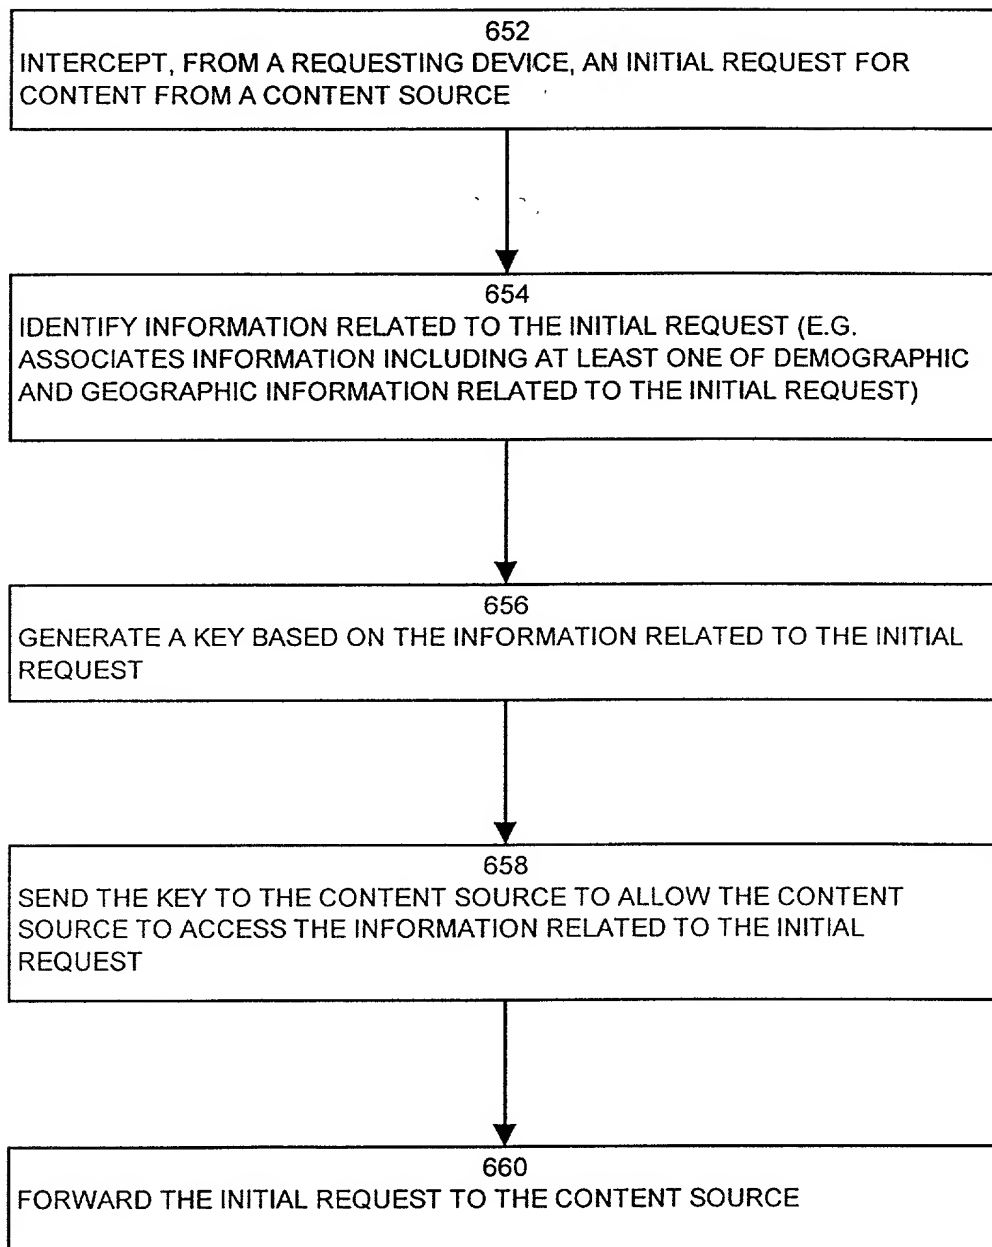 652
INTERCEPT, FROM A REQUESTING DEVICE, AN INITIAL REQUEST FOR
CONTENT FROM A CONTENT SOURCE
654
IDENTIFY INFORMATION RELATED TO THE INITIAL REQUEST (E.G.
ASSOCIATES INFORMATION INCLUDING AT LEAST ONE OF DEMOGRAPHIC
AND GEOGRAPHIC INFORMATION RELATED TO THE INITIAL REQUEST)
656
GENERATE A KEY BASED ON THE INFORMATION RELATED TO THE INITIAL
REQUEST
658
SEND THE KEY TO THE CONTENT SOURCE TO ALLOW THE CONTENT
SOURCE TO ACCESS THE INFORMATION RELATED TO THE INITIAL
REQUEST
660
FORWARD THE INITIAL REQUEST TO THE CONTENT SOURCE